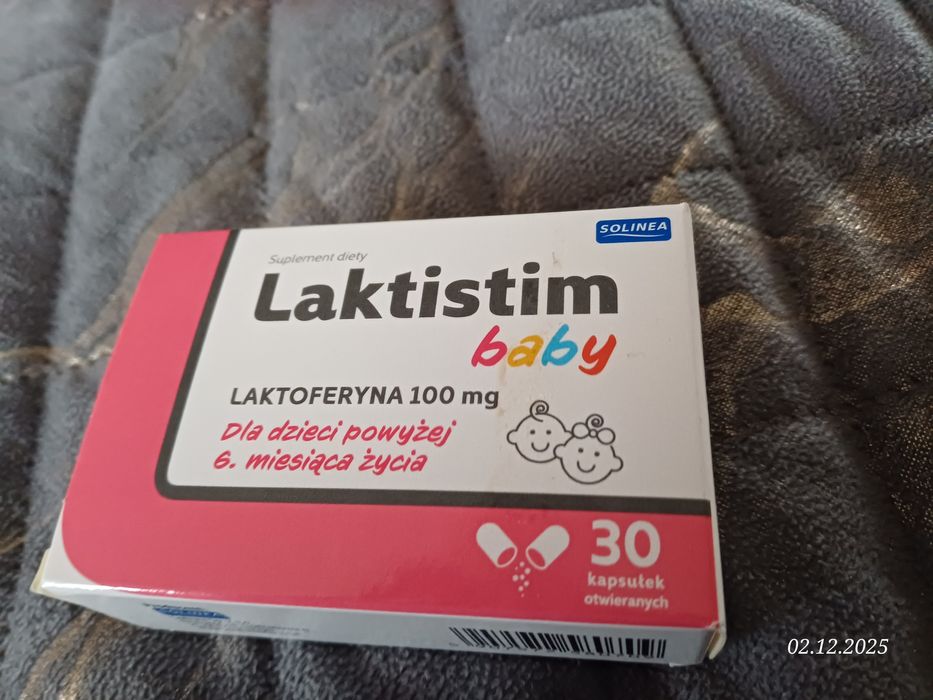 SOLINEA
Suplement diety
Laktistim
baby
LAKTOFERYNA 100 mg
Dla dzieci powyżej
6. miesiąca życia
30
kapsułek
otwieranych
02.12.2025